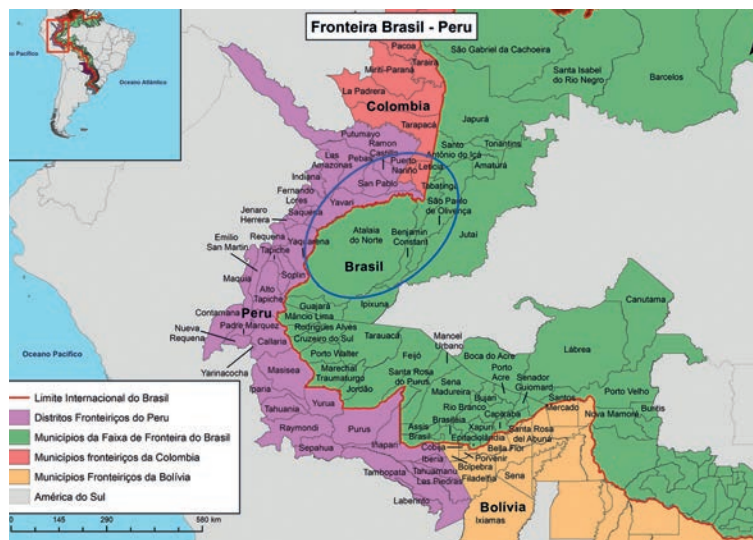 Fronteira Brasil - Peru
Oceano Pacífico
Oceano Atlântico
Pacoa
Taraíra
Mirití-Paraná
La Padrera
Colombia
Tarapacá
São Gabriel da Cachoeira
Santa Isabel
do Rio Negro
Barcelos
Japurá
Putumayo
Ramon
Castilla
Las
Amazonas
Pebas
Puerto
Nariño
Leticia
Santo
Antônio do Içá
Tonantins
Amaturá
Indiana
San Pablo
Tabatinga
Fernando
Lores
Yavari
São Paulo
de Olivença
Saquena
Jenaro
Herrera
Atalaia
do Norte
Benjamin
Constant
Jutaí
Requena
Yaquerana
Emilio
San Martin
Tapiche
Brasil
Soplin
Maquia
Alto
Tapiche
Ipixuna
Canutama
Contamana
Peru
Guajará
Mâncio Lima
Padre Marquez
Rodrigues Alves
Nueva
Requena
Cruzeiro do Sul
Tarauacá
Manoel
Urbano
Lábrea
Callaria
Yarinacocha
Porto Walter
Feijó
Boca do Acre
Oceano Pacífico
Masisea
Marechal
Traumaturgo
Santa Rosa
do Purus
Porto
Acre
Senador
Guiomard
Iparia
Jordão
Sena
Madureira
Bujari
Santos
Mercado
Porto Velho
Tahuania
Yurua
Rio Branco
Capixaba
Nova Mamoré
Buritis
Raymondi
Purus
Assis
Brasil
Brasiléia
Xapuri
Epitaciolândia
Santa Rosa
del Abuná
Sepahua
Iñapari
Cobija
Bella Flor
Iberia
Porvenir
Bolpebra
Tambopata
Tahuamanu
Filadelfia
Sena
Las Piedras
Laberinto
Bolívia
Ixiamas
Limite Internacional do Brasil
Distritos Fronteiriços do Peru
Municípios da Faixa de Fronteira do Brasil
Municípios fronteiriços da Colombia
Municípios Fronteiriços da Bolívia
América do Sul
0 145 290 580 km